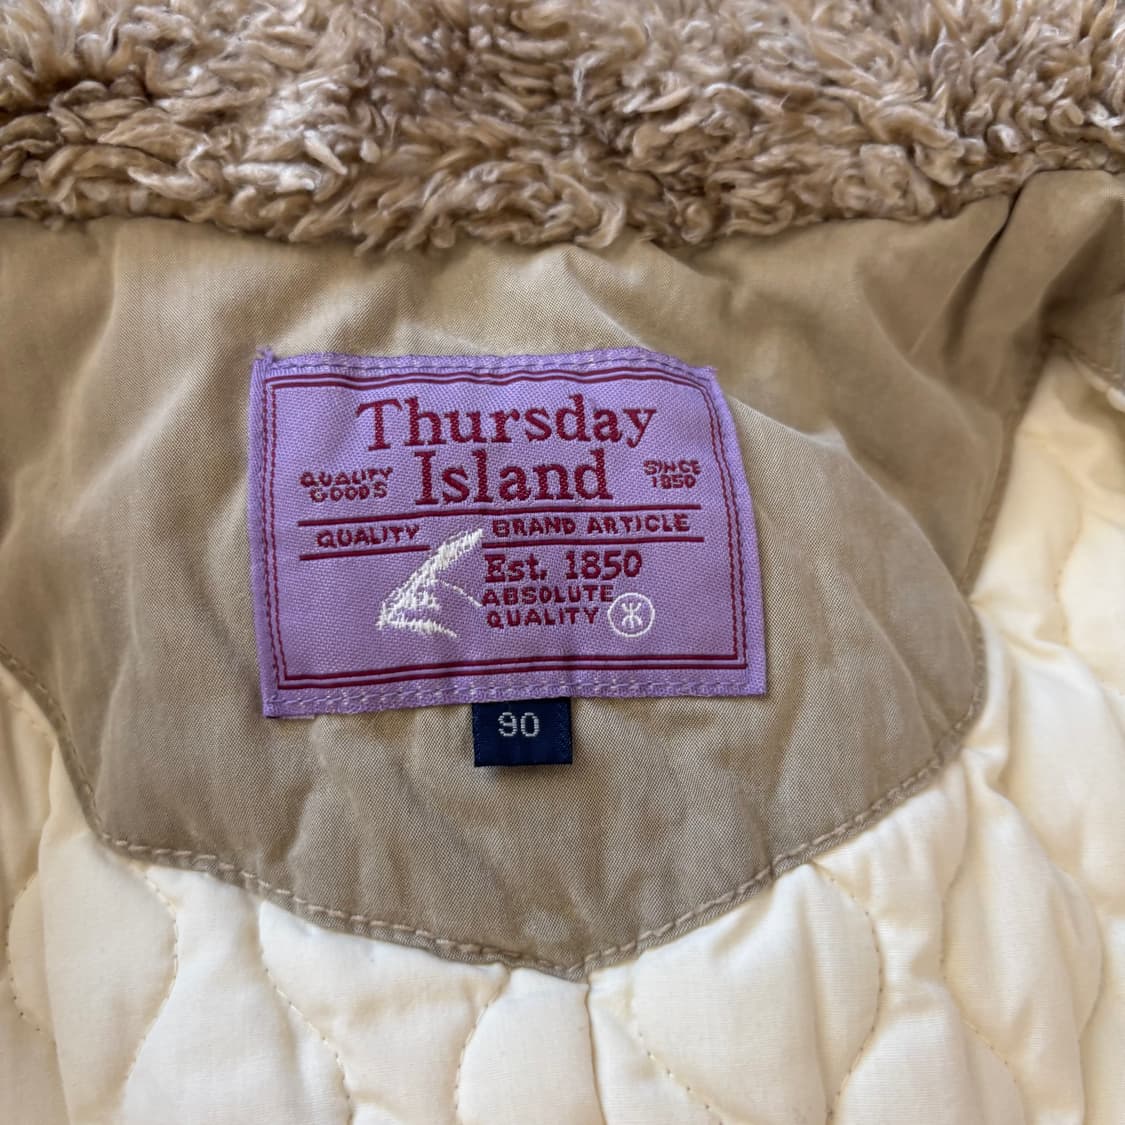 Thursday
Island
QUALITY
GOODS
SINCE
1850
QUALITY
BRAND ARTICLE
Est. 1850
ABSOLUTE
QUALITY
90